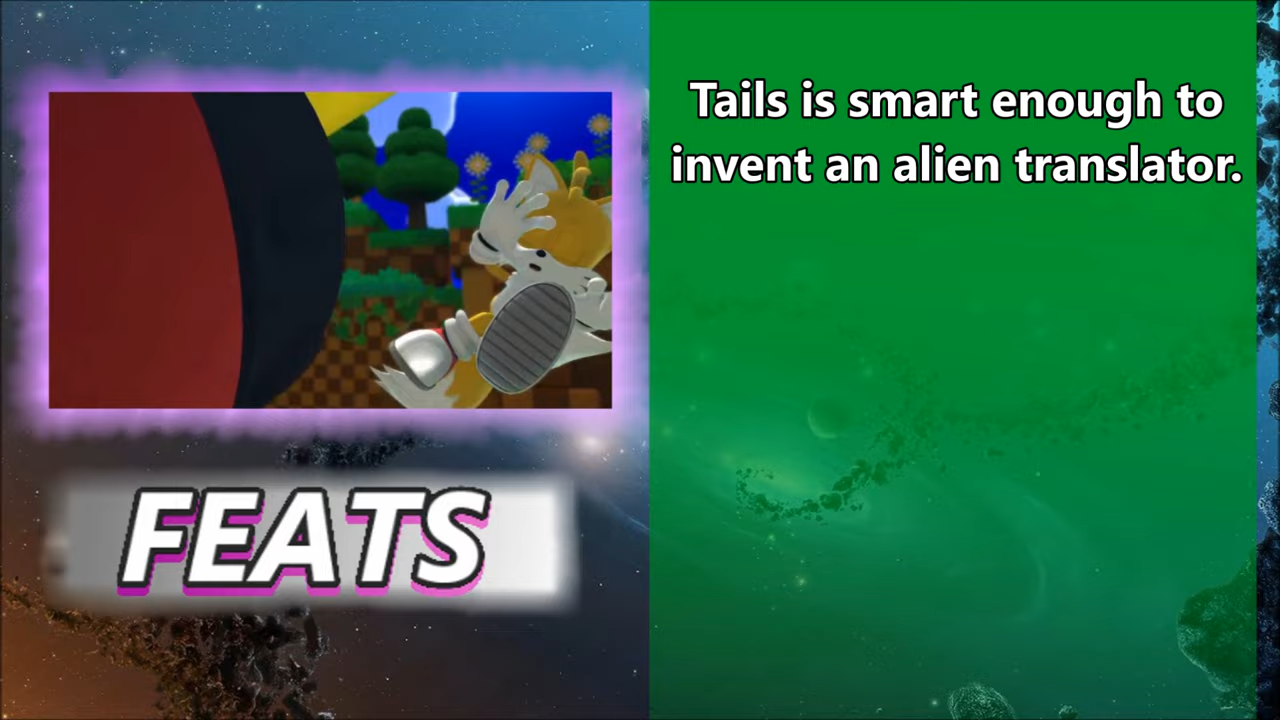 Tails is smart enough to
invent an alien translator.
FEATS